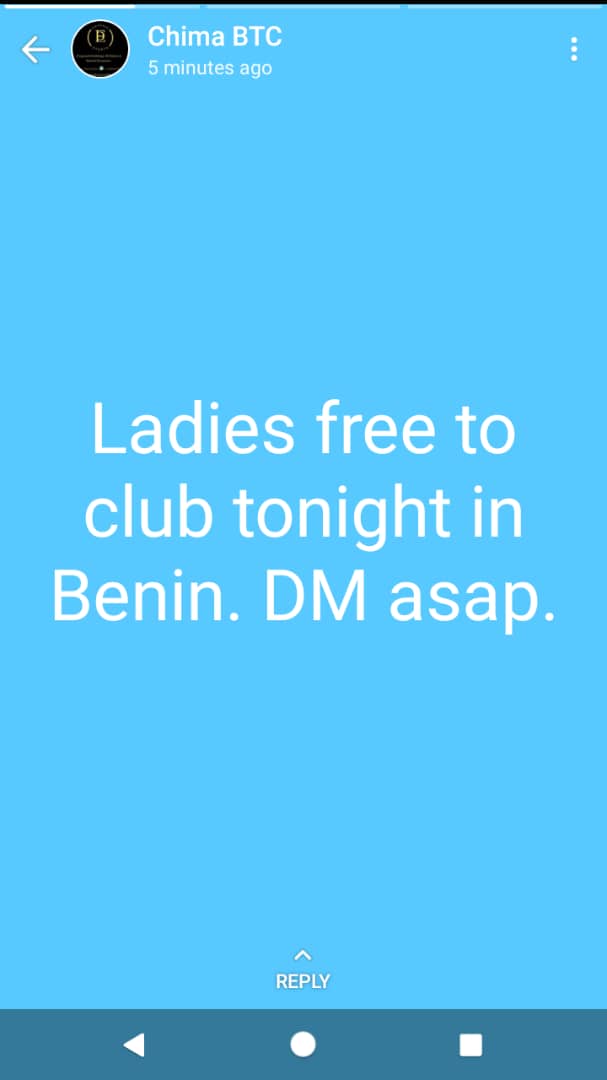 Chima BTC
5 minutes ago
Ladies free to
club tonight in
Benin. DM asap.
REPLY